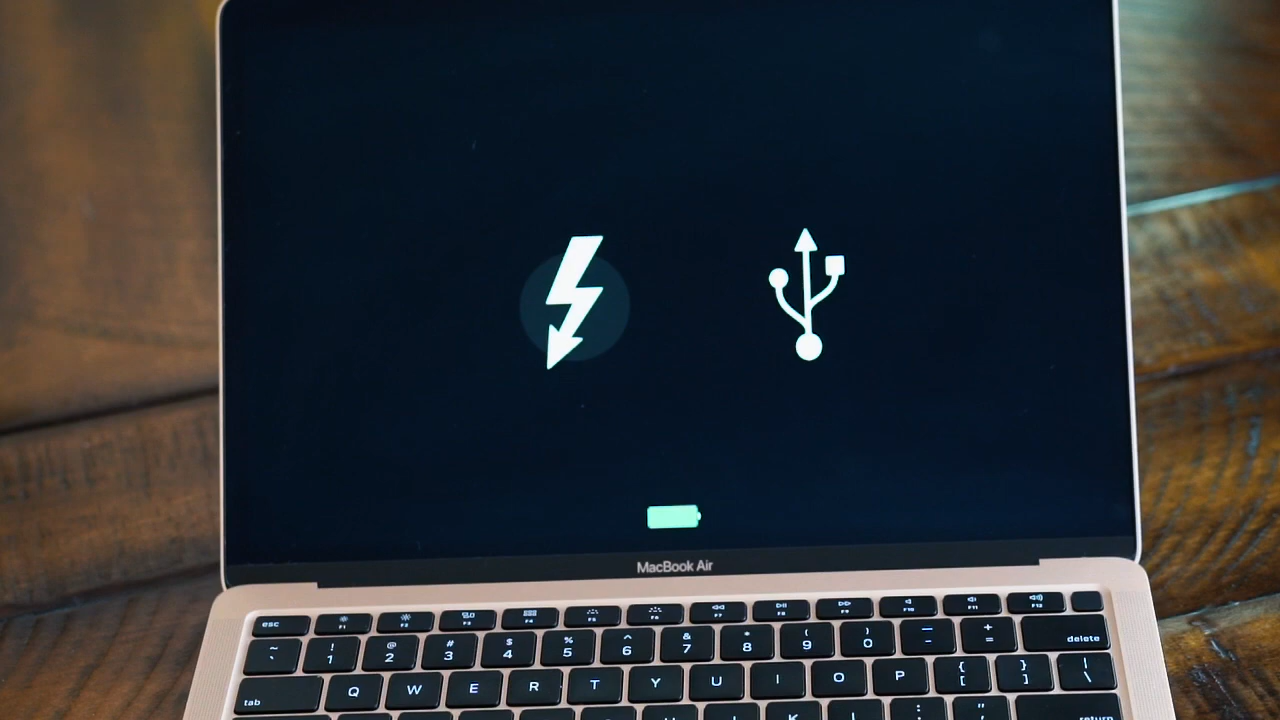 MacBook Air
esc F1 F2 F3 F4 F5 F6 F7 F8 F9 F10 F11 F12
~ ! @ # $ % ^ & * ( ) _ +
` 1 2 3 4 5 6 7 8 9 0 - = delete
tab Q W E R T Y U I O P { [ } ] | \
: " return